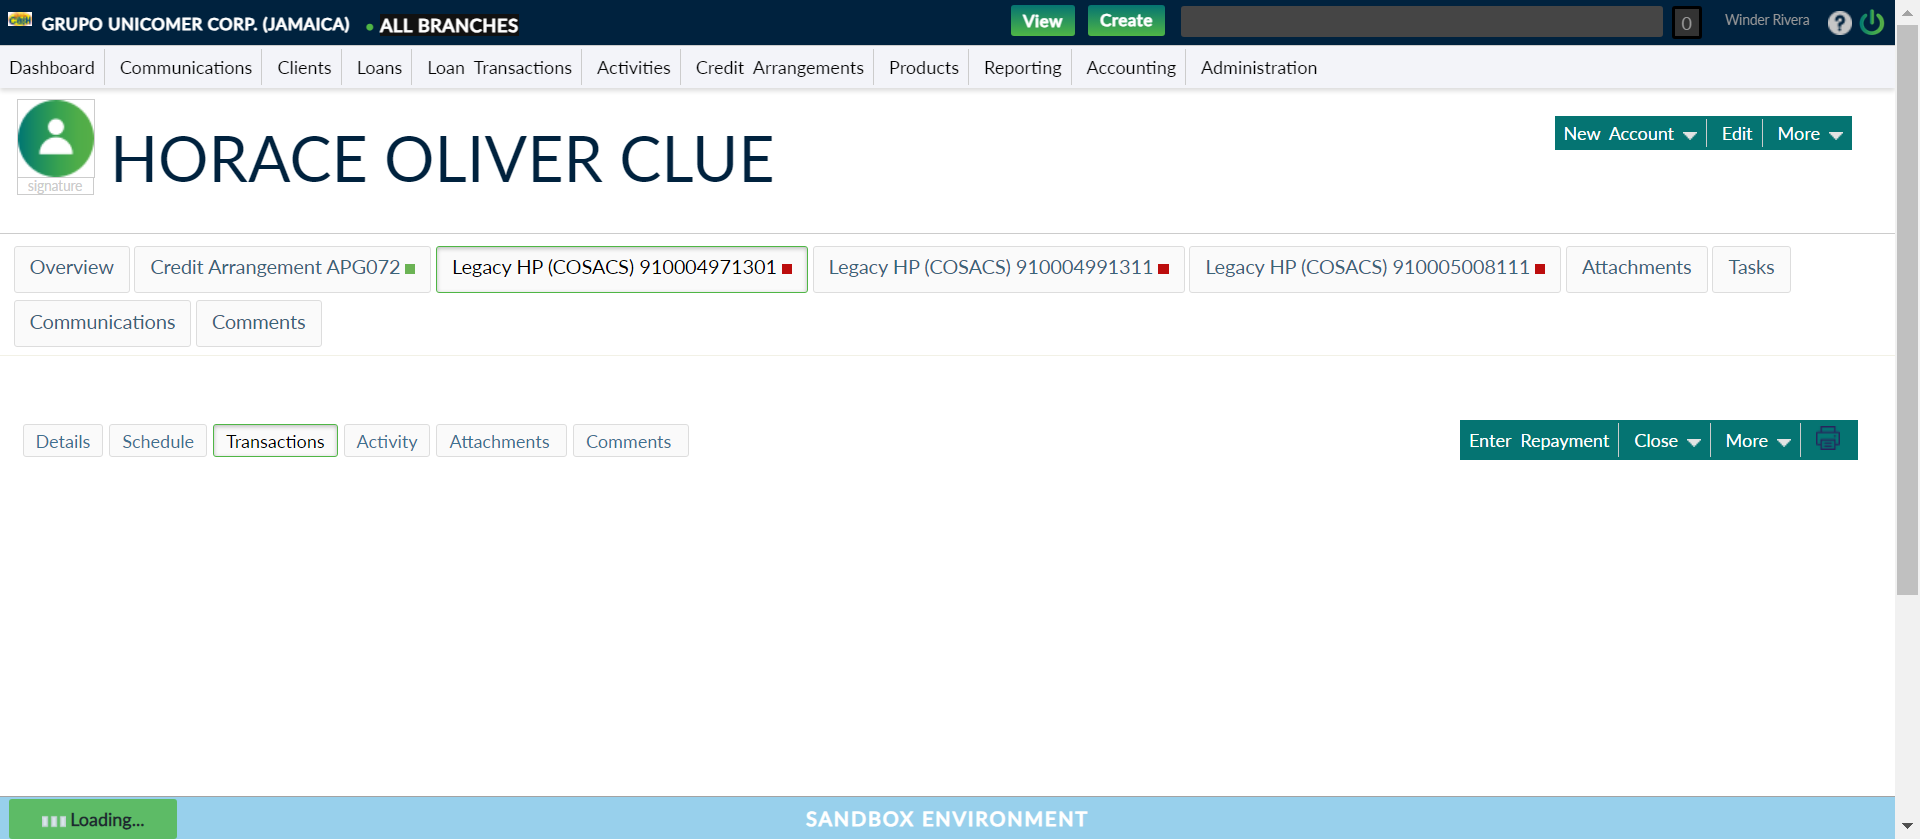 GRUPO UNICOMER CORP. (JAMAICA) • ALL BRANCHES View Create 0 Winder Rivera ?
Dashboard Communications Clients Loans Loan Transactions Activities Credit Arrangements Products Reporting Accounting Administration
HORACE OLIVER CLUE
New Account Edit More
signature
Overview Credit Arrangement APG072 Legacy HP (COSACS) 910004971301 Legacy HP (COSACS) 910004991311 Legacy HP (COSACS) 910005008111 Attachments Tasks
Communications Comments
Details Schedule Transactions Activity Attachments Comments Enter Repayment Close More
Loading... SANDBOX ENVIRONMENT